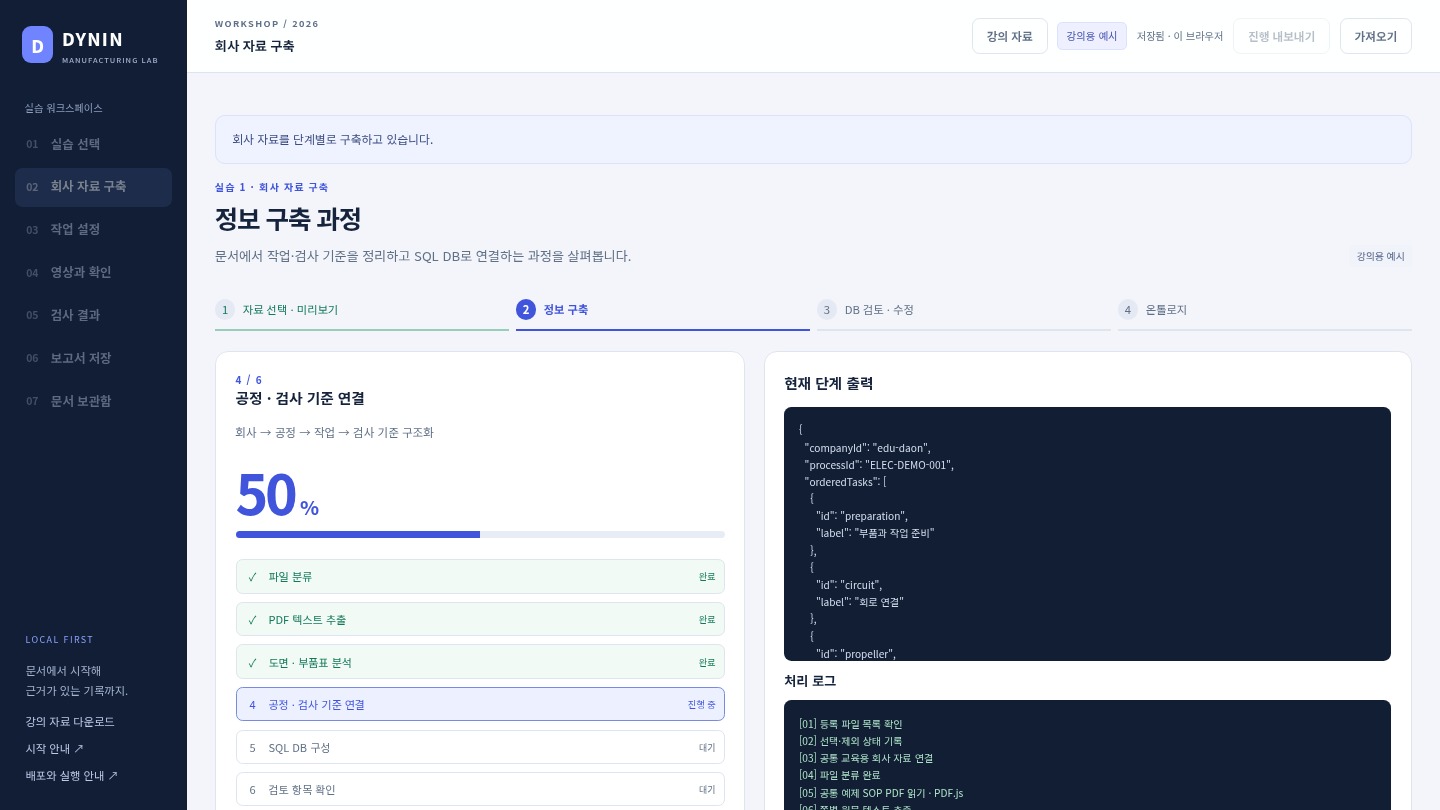 D
DYNIN
MANUFACTURING LAB
실습 워크스페이스
01 실습 선택
02 회사 자료 구축
03 작업 설정
04 영상과 확인
05 검사 결과
06 보고서 저장
07 문서 보관함
LOCAL FIRST
문서에서 시작해
근거가 있는 기록까지.
강의 자료 다운로드
시작 안내 ↗
배포와 실행 안내 ↗
WORKSHOP / 2026
회사 자료 구축
강의 자료
강의용 예시
저장됨 · 이 브라우저
진행 내보내기
가져오기
회사 자료를 단계별로 구축하고 있습니다.
실습 1 · 회사 자료 구축
정보 구축 과정
문서에서 작업·검사 기준을 정리하고 SQL DB로 연결하는 과정을 살펴봅니다.
강의용 예시
1 자료 선택 · 미리보기
2 정보 구축
3 DB 검토 · 수정
4 온톨로지
4 / 6
공정 · 검사 기준 연결
회사 → 공정 → 작업 → 검사 기준 구조화
50 %
✓ 파일 분류 완료
✓ PDF 텍스트 추출 완료
✓ 도면 · 부품표 분석 완료
4 공정 · 검사 기준 연결 진행 중
5 SQL DB 구성 대기
6 검토 항목 확인 대기
현재 단계 출력
{
"companyId": "edu-daon",
"processId": "ELEC-DEMO-001",
"orderedTasks": [
{
"id": "preparation",
"label": "부품과 작업 준비"
},
{
"id": "circuit",
"label": "회로 연결"
},
{
"id": "propeller",
처리 로그
[01] 등록 파일 목록 확인
[02] 선택·제외 상태 기록
[03] 공통 교육용 회사 자료 연결
[04] 파일 분류 완료
[05] 공통 예제 SOP PDF 읽기 · PDF.js
[06] 쪽별 원문 텍스트 추출